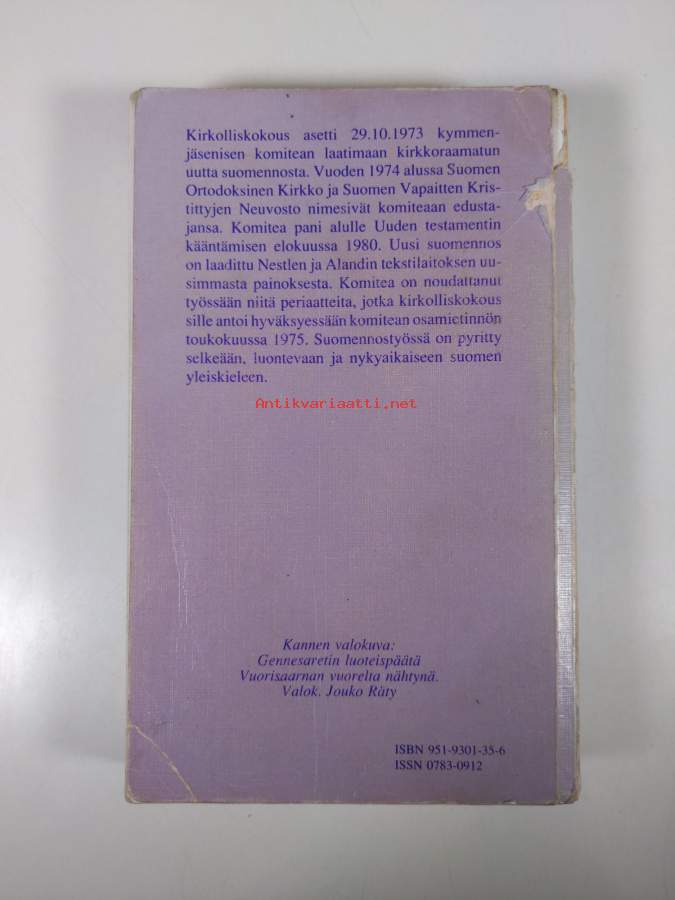 Kirkolliskokous asetti 29.10.1973 kymmen-
jäsenisen komitean laatimaan kirkkoraamatun
uutta suomennosta. Vuoden 1974 alussa Suomen
Ortodoksinen Kirkko ja Suomen Vapaitten Kris-
tittyjen Neuvosto nimesivät komiteaan edusta-
jansa. Komitea pani alulle Uuden testamentin
kääntämisen elokuussa 1980. Uusi suomennos
on laadittu Nestlen ja Alandin tekstilaitoksen uu-
simmasta painoksesta. Komitea on noudattanut
työssään niitä periaatteita, jotka kirkolliskokous
sille antoi hyväksyessään komitean osamietinnön
toukokuussa 1975. Suomennostyössä on pyritty
selkeään, luontevaan ja nykyaikaiseen suomen
yleiskieleen.
Antikvariaatti.net
Kannen valokuva:
Gennesaretin luoteispäätä
Vuorisaarnan vuorelta nähtynä.
Valok. Jouko Räty
ISBN 951-9301-35-6
ISSN 0783-0912